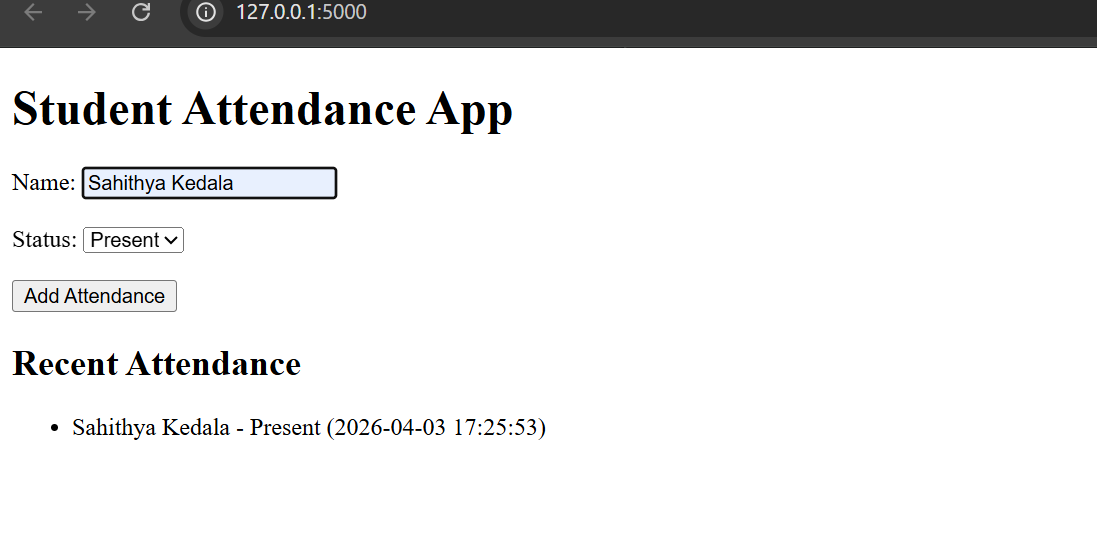 127.0.0.1:5000
Student Attendance App
Name: Sahithya Kedala
Status: Present
Add Attendance
Recent Attendance
• Sahithya Kedala - Present (2026-04-03 17:25:53)